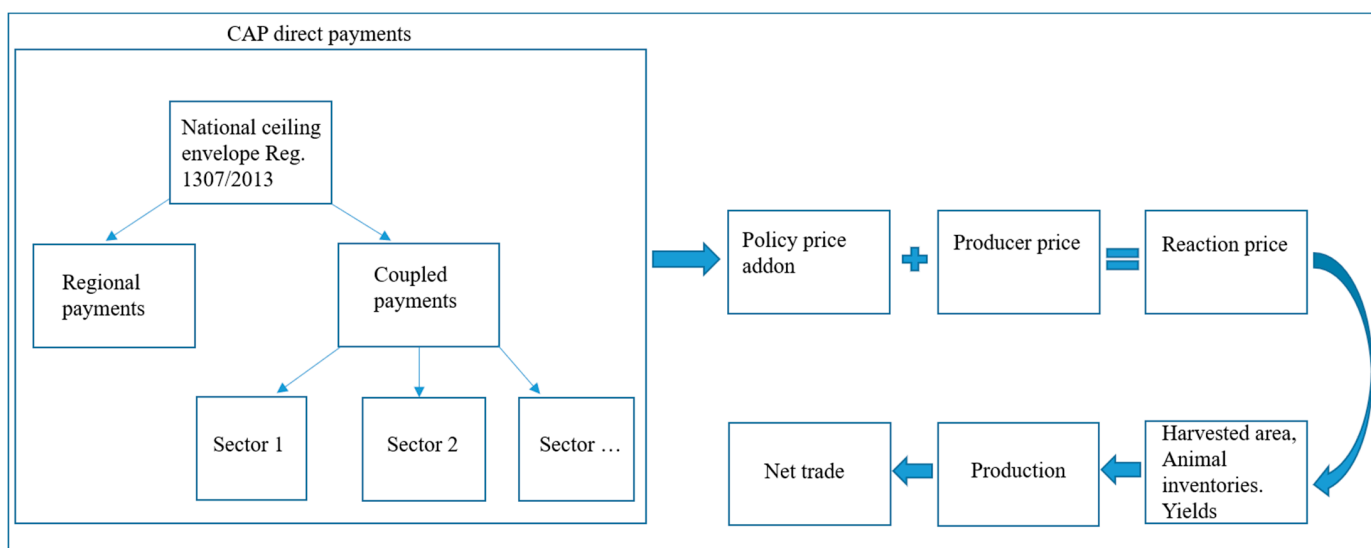 CAP direct payments
National ceiling
envelope Reg.
1307/2013
Regional
payments
Coupled
payments
Sector 1
Sector 2
Sector …
Policy price
addon
Producer price
Reaction price
Harvested area,
Animal
inventories.
Yields
Production
Net trade